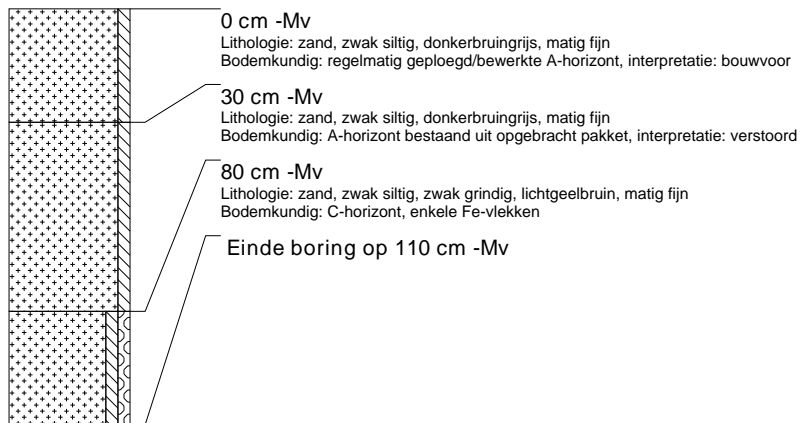 0 cm -Mv
Lithologie: zand, zwak siltig, donkerbruingrijs, matig fijn
Bodemkundig: regelmatig geploegd/bewerkte A-horizont, interpretatie: bouwvoor
30 cm -Mv
Lithologie: zand, zwak siltig, donkerbruingrijs, matig fijn
Bodemkundig: A-horizont bestaand uit opgebracht pakket, interpretatie: verstoord
80 cm -Mv
Lithologie: zand, zwak siltig, zwak grindig, lichtgeelbruin, matig fijn
Bodemkundig: C-horizont, enkele Fe-vlekken
Einde boring op 110 cm -Mv